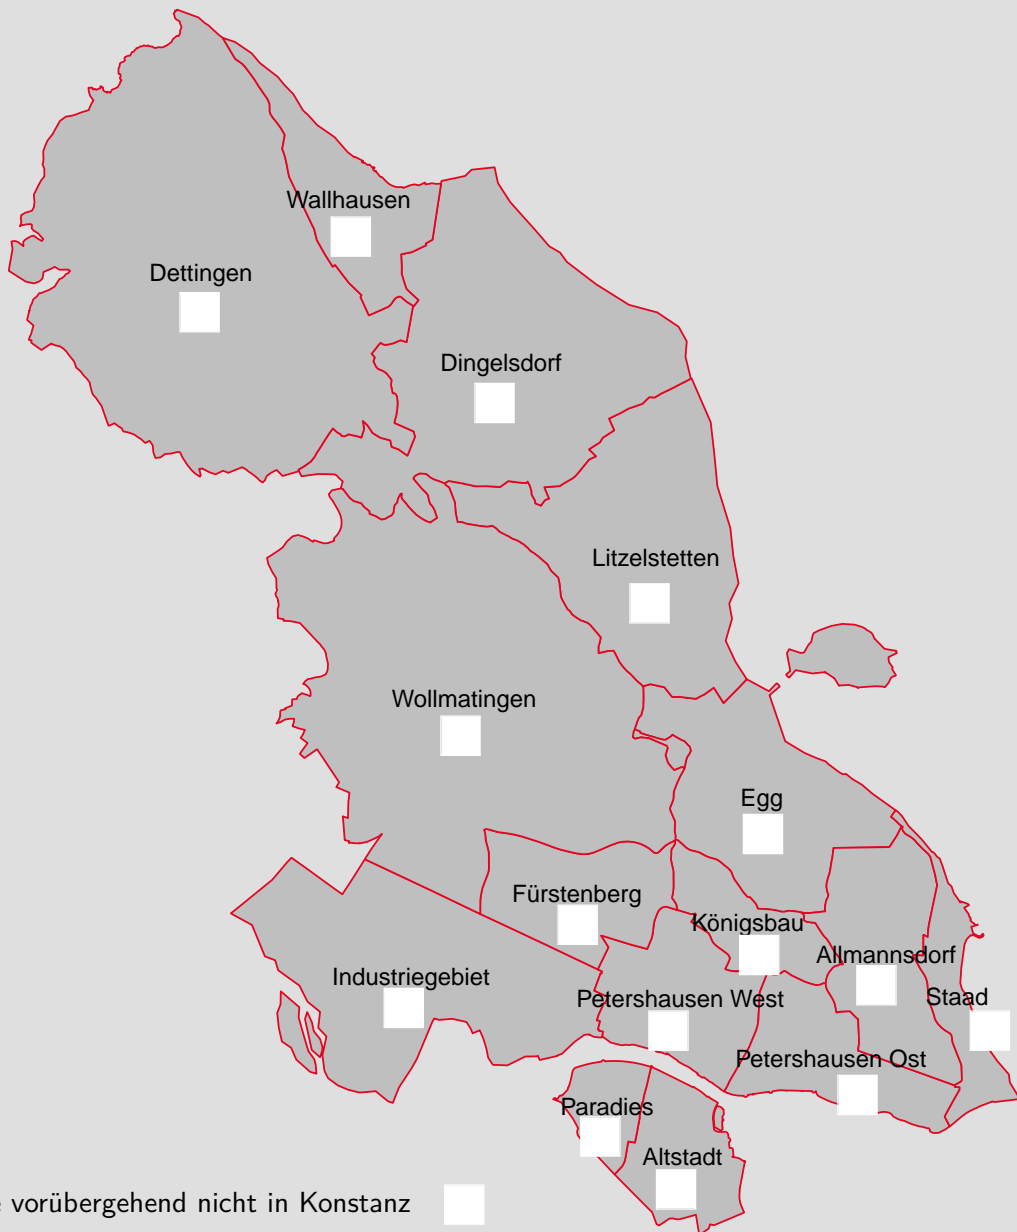 Wallhausen
Dettingen
Dingelsdorf
Litzelstetten
Wollmatingen
Egg
Fürstenberg
Königsbau
Allmannsdorf
Industriegebiet
Petershausen West
Staad
Petershausen Ost
Paradies
Altstadt
vorübergehend nicht in Konstanz